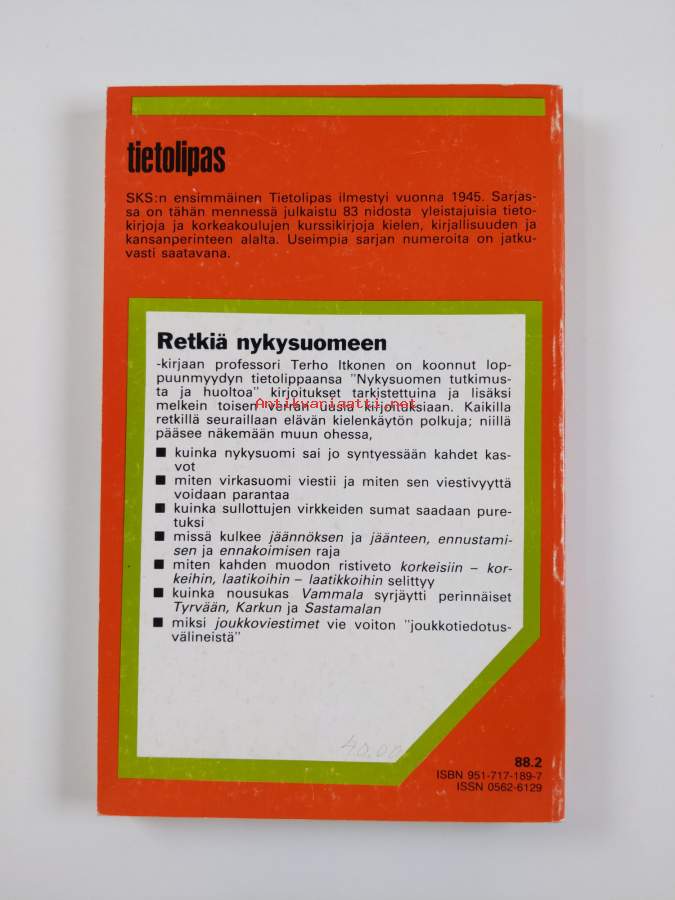 tietolipas
SKS:n ensimmäinen Tietolipas ilmestyi vuonna 1945. Sarjas-
sa on tähän mennessä julkaistu 83 nidosta yleistajuisia tieto-
kirjoja ja korkeakoulujen kurssikirjoja kielen, kirjallisuuden ja
kansanperinteen alalta. Useimpia sarjan numeroita on jatku-
vasti saatavana.
Retkiä nykysuomeen
-kirjaan professori Terho Itkonen on koonnut lop-
puunmyydyn tietolippaansa "Nykysuomen tutkimus-
ta ja huoltoa" kirjoitukset tarkistettuina ja lisäksi
melkein toisen verran uusia kirjoituksiaan. Kaikilla
Antikvariaatti.net
retkillä seuraillaan elävän kielenkäytön polkuja; niillä
pääsee näkemään muun ohessa,
■ kuinka nykysuomi sai jo syntyessään kahdet kas-
vot
■ miten virkasuomi viestii ja miten sen viestivyyttä
voidaan parantaa
■ kuinka sullottujen virkkeiden sumat saadaan pure-
tuksi
■ missä kulkee jäännöksen ja jäänteen, ennustami-
sen ja ennakoimisen raja
■ miten kahden muodon ristiveto korkeisiin – kor-
keihin, laatikoihin – laatikkoihin selittyy
■ kuinka nousukas Vammala syrjäytti perinnäiset
Tyrvään, Karkun ja Sastamalan
■ miksi joukkoviestimet vie voiton "joukkotiedotus-
välineistä"
40.00
88.2
ISBN 951-717-189-7
ISSN 0562-6129